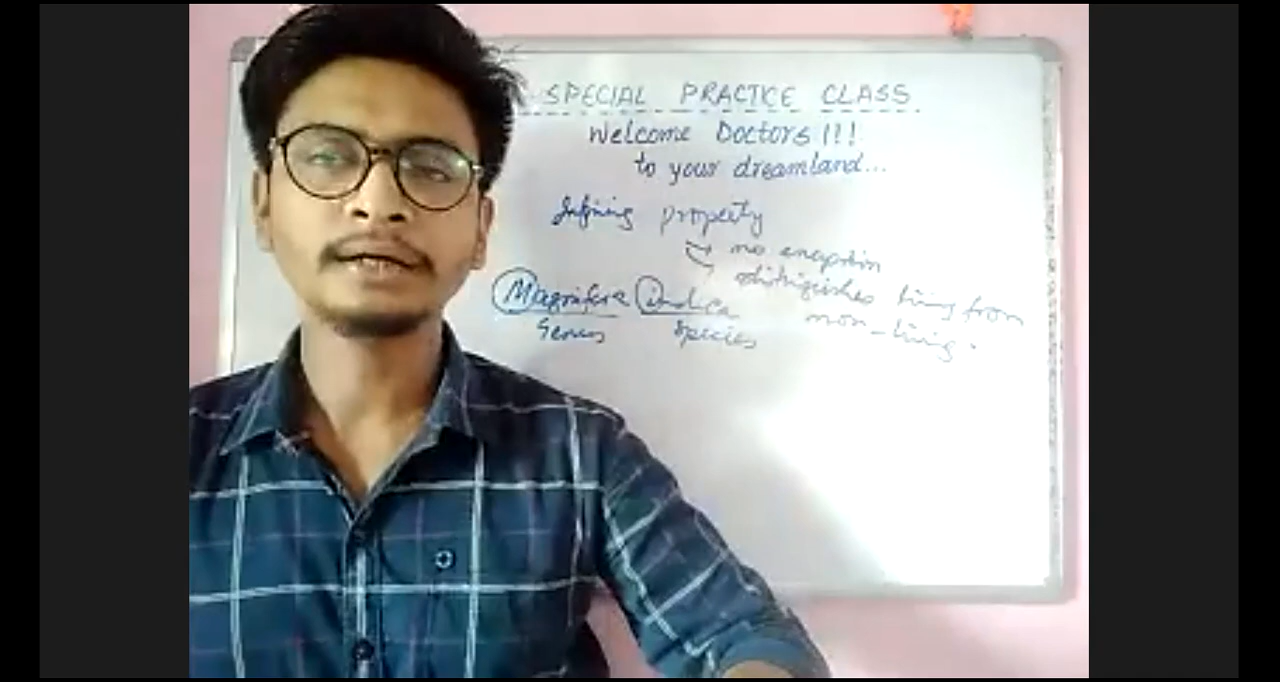 SPECIAL PRACTICE CLASS
Welcome Doctors !!!
to your dreamland...
Defining property
no exception
distinguishes living from
non-living.
Magnifera indica
Genus species